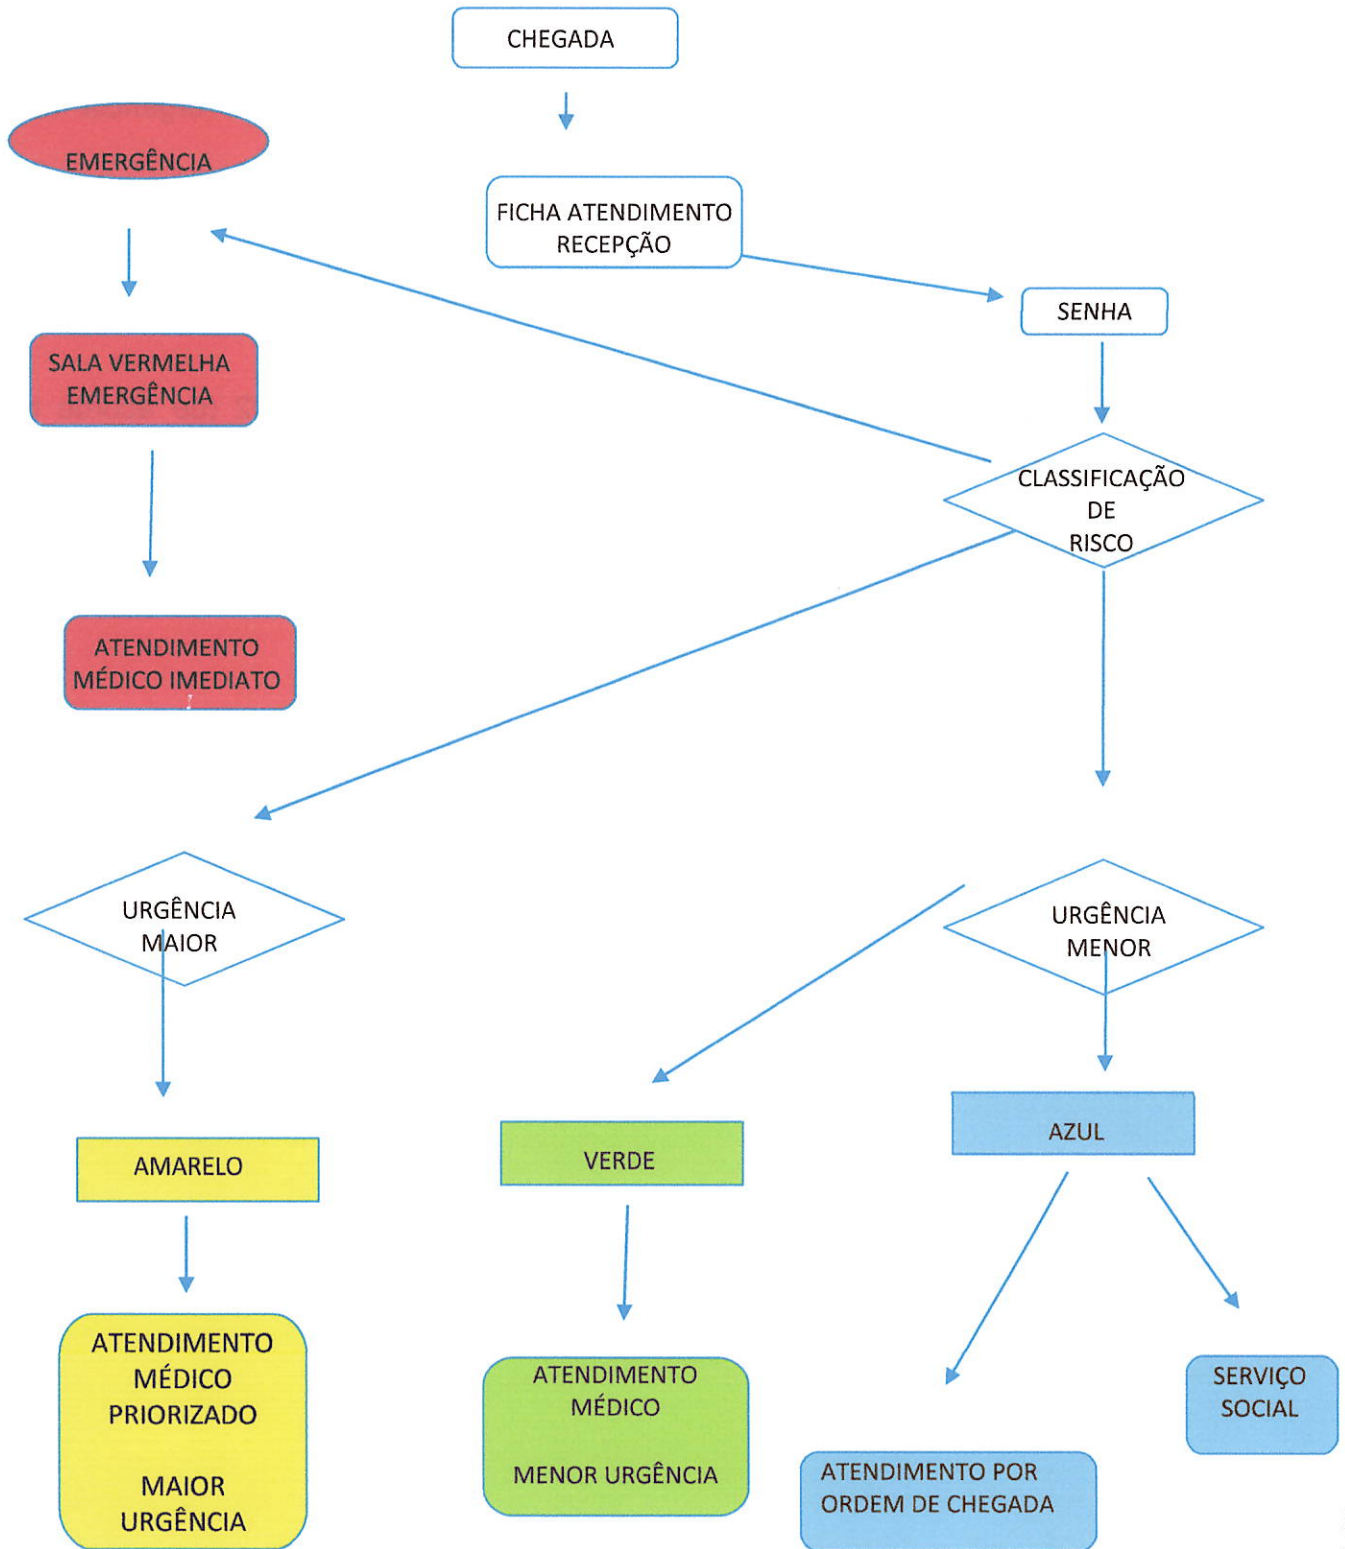 CHEGADA
EMERGÊNCIA
FICHA ATENDIMENTO
RECEPÇÃO
SENHA
SALA VERMELHA
EMERGÊNCIA
CLASSIFICAÇÃO
DE
RISCO
ATENDIMENTO
MÉDICO IMEDIATO
URGÊNCIA
MAIOR
URGÊNCIA
MENOR
AMARELO
VERDE
AZUL
ATENDIMENTO
MÉDICO
PRIORIZADO
MAIOR
URGÊNCIA
ATENDIMENTO
MÉDICO
MENOR URGÊNCIA
ATENDIMENTO POR
ORDEM DE CHEGADA
SERVIÇO
SOCIAL